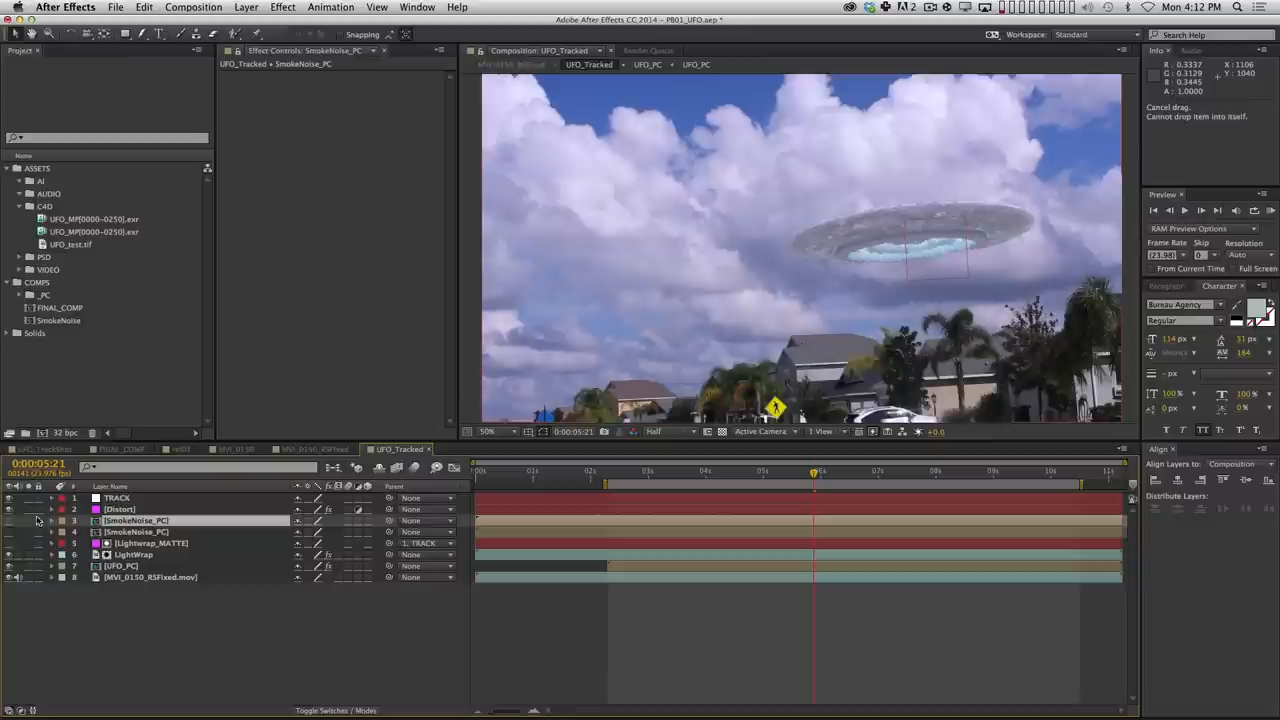 After Effects File Edit Composition Layer Effect Animation View Window Help
2 Mon 4:12 PM
Adobe After Effects CC 2014 – PB01_UFO.aep *
Snapping
Workspace: Standard
Search Help
Project
Effect Controls: SmokeNoise_PC
Composition: UFO_Tracked
Render Queue
Info
Audio
UFO_Tracked • SmokeNoise_PC
MVI_0150_RSFixed
UFO_Tracked
UFO_PC
UFO_PC
R: 0.3337
G: 0.3129
B: 0.3445
A: 1.0000
X: 1106
Y: 1040
Cancel drag.
Cannot drop item into itself.
Name
ASSETS
AI
AUDIO
C4D
UFO_MP[0000-0250].exr
UFO_MP[0000-0250].exr
UFO_test.tif
PSD
VIDEO
COMPS
_PC
FINAL_COMP
SmokeNoise
Solids
Preview
RAM Preview Options
Frame Rate Skip Resolution
(23.98) 0 Auto
From Current Time Full Screen
Paragraph
Character
Bureau Agency
Regular
114 px
51 px
Metrics
184
- px
100 %
100 %
0 px
0 %
32 bpc
50%
0:00:05:21
Half
Active Camera
1 View
+0.0
FINAL_COMP
MVI_0150
MVI_0150_RSFixed
UFO_Tracked
Align
0:00:05:21
00141 (23.976 fps)
:00s 01s 02s 03s 04s 05s 06s 07s 08s 09s 10s 11s
Align Layers to: Composition
Distribute Layers:
# Layer Name Parent
1 TRACK None
2 [Distort] None
3 [SmokeNoise_PC] None
4 [SmokeNoise_PC] None
5 [Lightwrap_MATTE] 1. TRACK
6 LightWrap None
7 [UFO_PC] None
8 [MVI_0150_RSFixed.mov] None
Toggle Switches / Modes